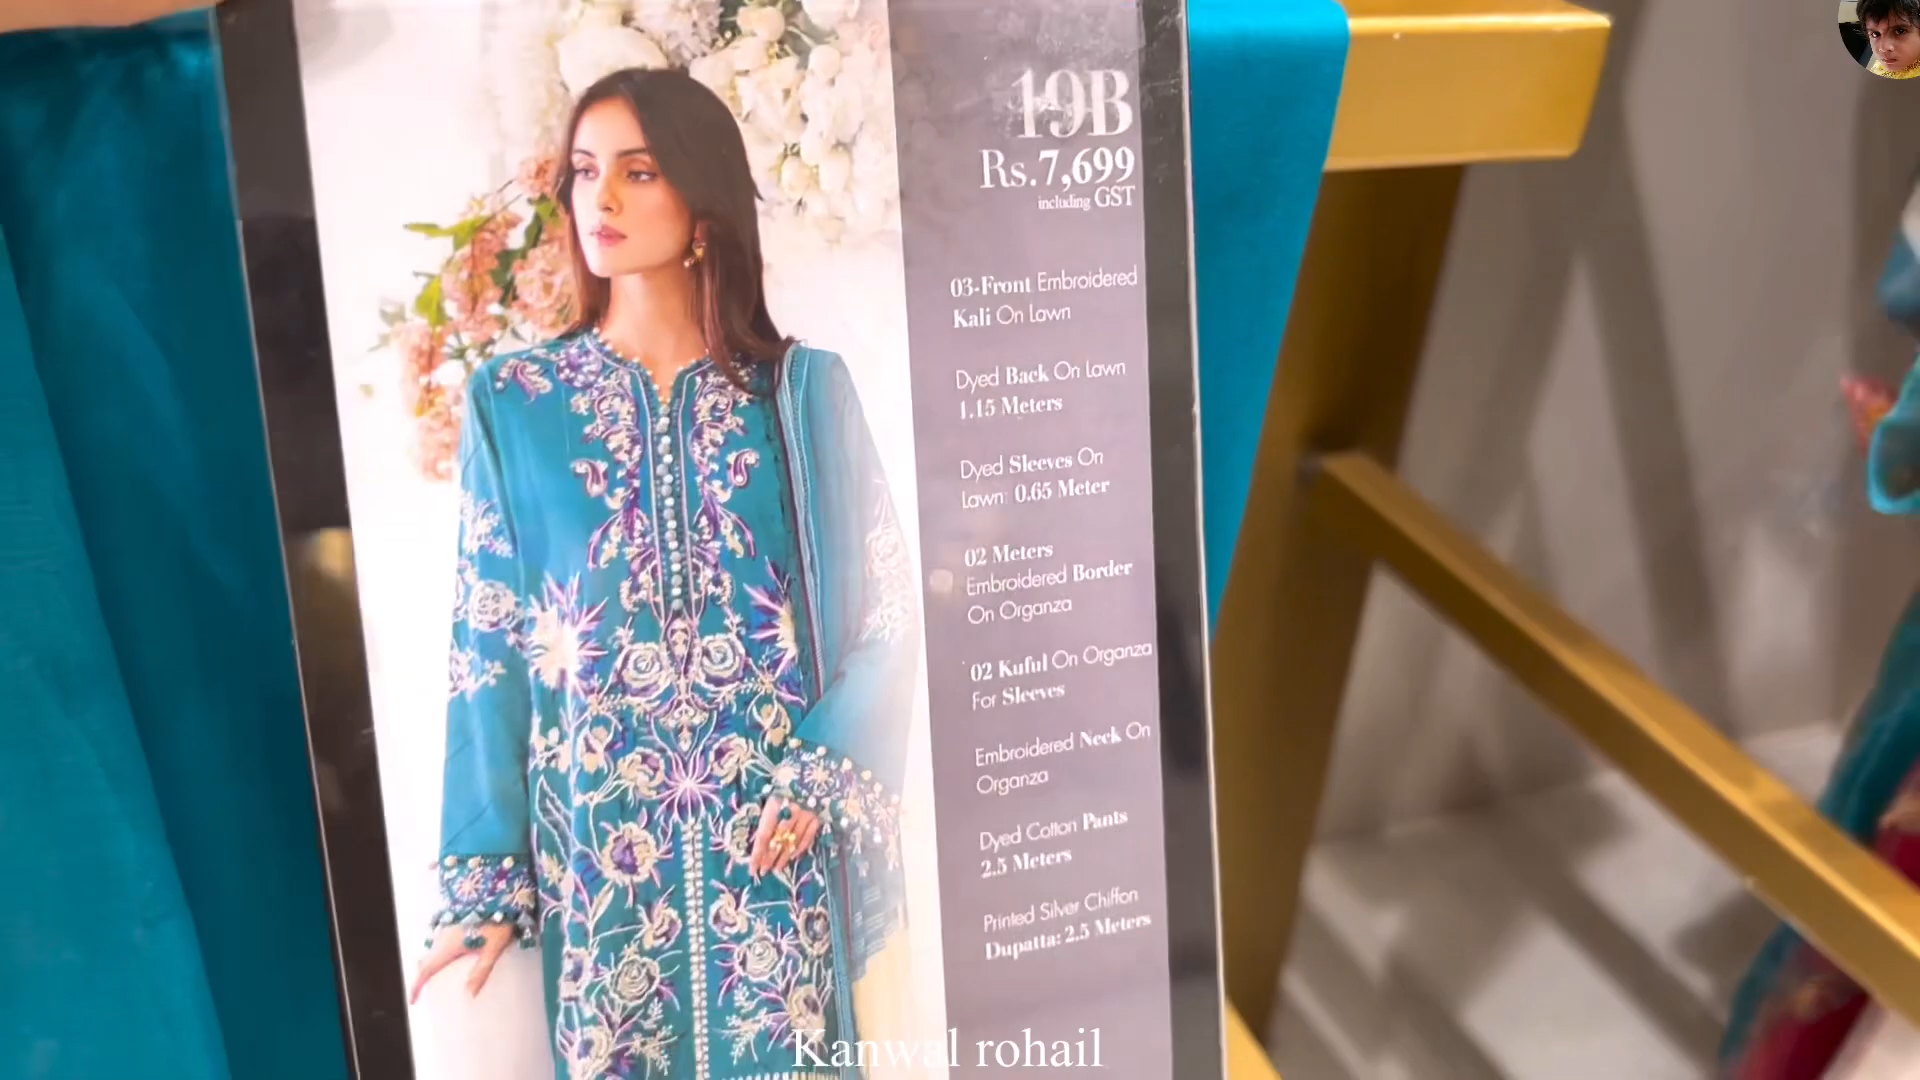 19B
Rs.7,699
including GST
03-Front Embroidered
Kali On Lawn
Dyed Back On Lawn
1.15 Meters
Dyed Sleeves On
Lawn: 0.65 Meter
02 Meters
Embroidered Border
On Organza
02 Kuful On Organza
For Sleeves
Embroidered Neck On
Organza
Dyed Cotton Pants
2.5 Meters
Printed Silver Chiffon
Dupatta: 2.5 Meters
Kanwal rohail